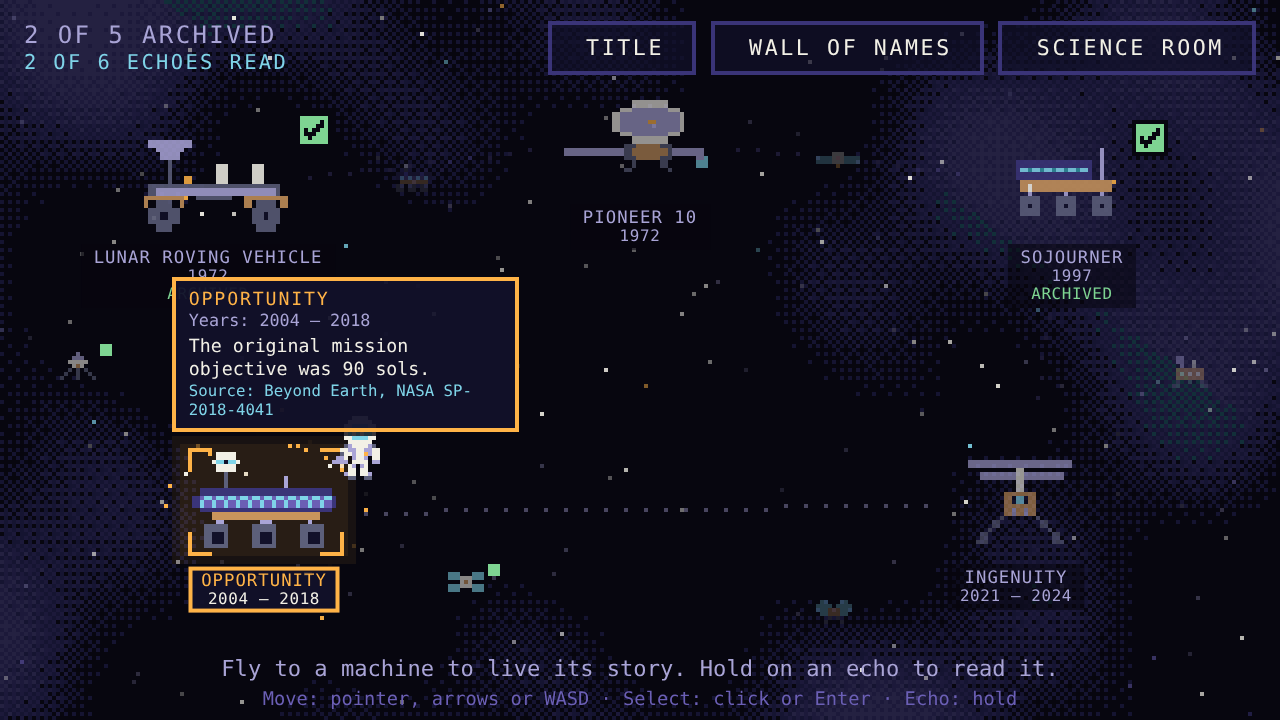 2 OF 5 ARCHIVED
2 OF 6 ECHOES READ
TITLE
WALL OF NAMES
SCIENCE ROOM
PIONEER 10
1972
LUNAR ROVING VEHICLE
1972
SOJOURNER
1997
ARCHIVED
OPPORTUNITY
Years: 2004 – 2018
The original mission
objective was 90 sols.
Source: Beyond Earth, NASA SP-
2018-4041
OPPORTUNITY
2004 – 2018
INGENUITY
2021 – 2024
Fly to a machine to live its story. Hold on an echo to read it.
Move: pointer, arrows or WASD · Select: click or Enter · Echo: hold